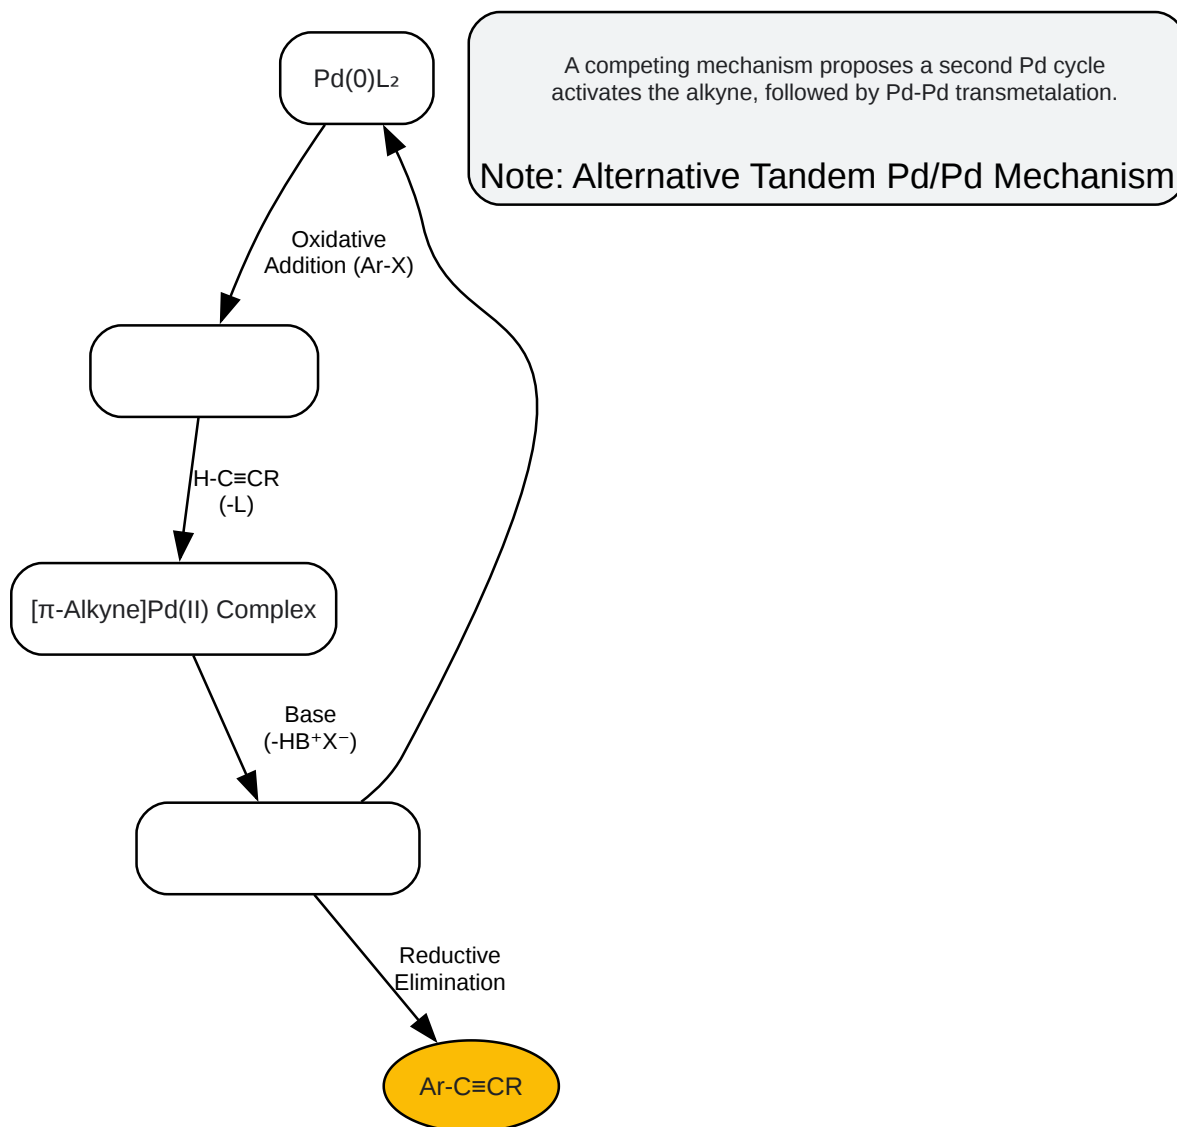 Pd(0)L₂
A competing mechanism proposes a second Pd cycle
activates the alkyne, followed by Pd-Pd transmetalation.
Note: Alternative Tandem Pd/Pd Mechanism
Oxidative
Addition (Ar-X)
H-C≡CR
(-L)
[π-Alkyne]Pd(II) Complex
Base
(-HB⁺X⁻)
Reductive
Elimination
Ar-C≡CR